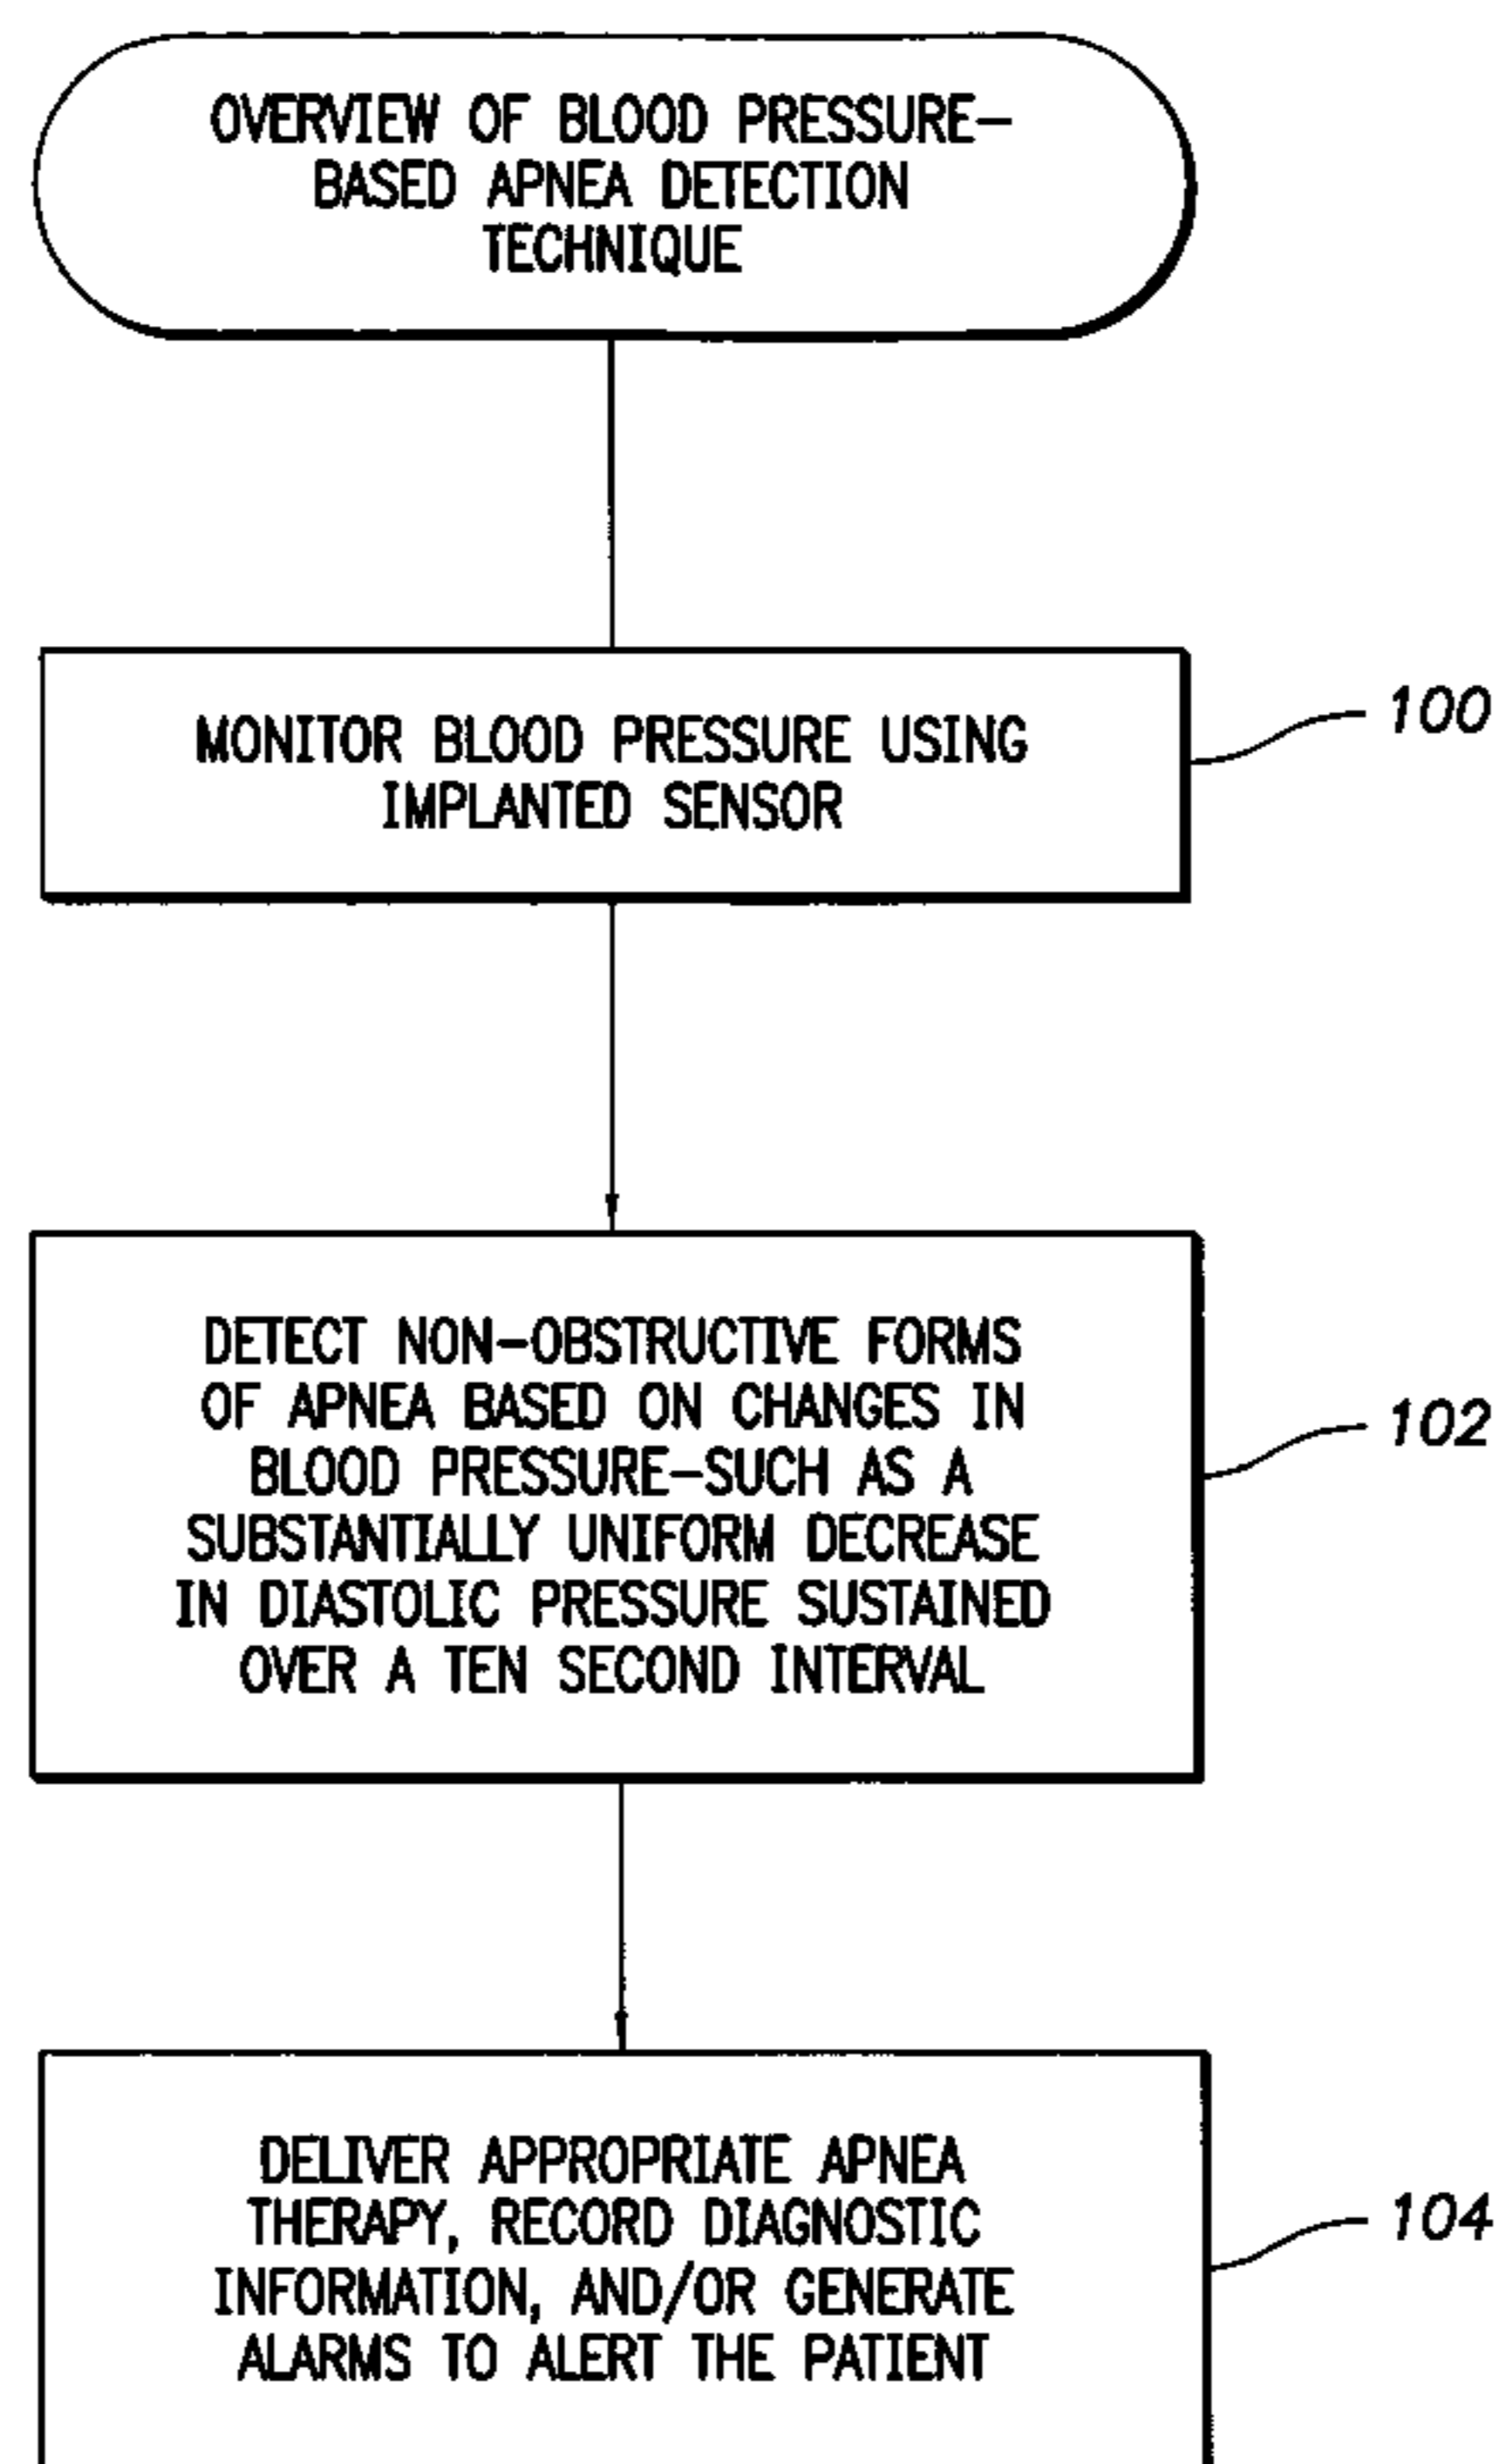 OVERVIEW OF BLOOD PRESSURE-
BASED APNEA DETECTION
TECHNIQUE
MONITOR BLOOD PRESSURE USING
IMPLANTED SENSOR
100
DETECT NON-OBSTRUCTIVE FORMS
OF APNEA BASED ON CHANGES IN
BLOOD PRESSURE-SUCH AS A
SUBSTANTIALLY UNIFORM DECREASE
IN DIASTOLIC PRESSURE SUSTAINED
OVER A TEN SECOND INTERVAL
102
DELIVER APPROPRIATE APNEA
THERAPY, RECORD DIAGNOSTIC
INFORMATION, AND/OR GENERATE
ALARMS TO ALERT THE PATIENT
104